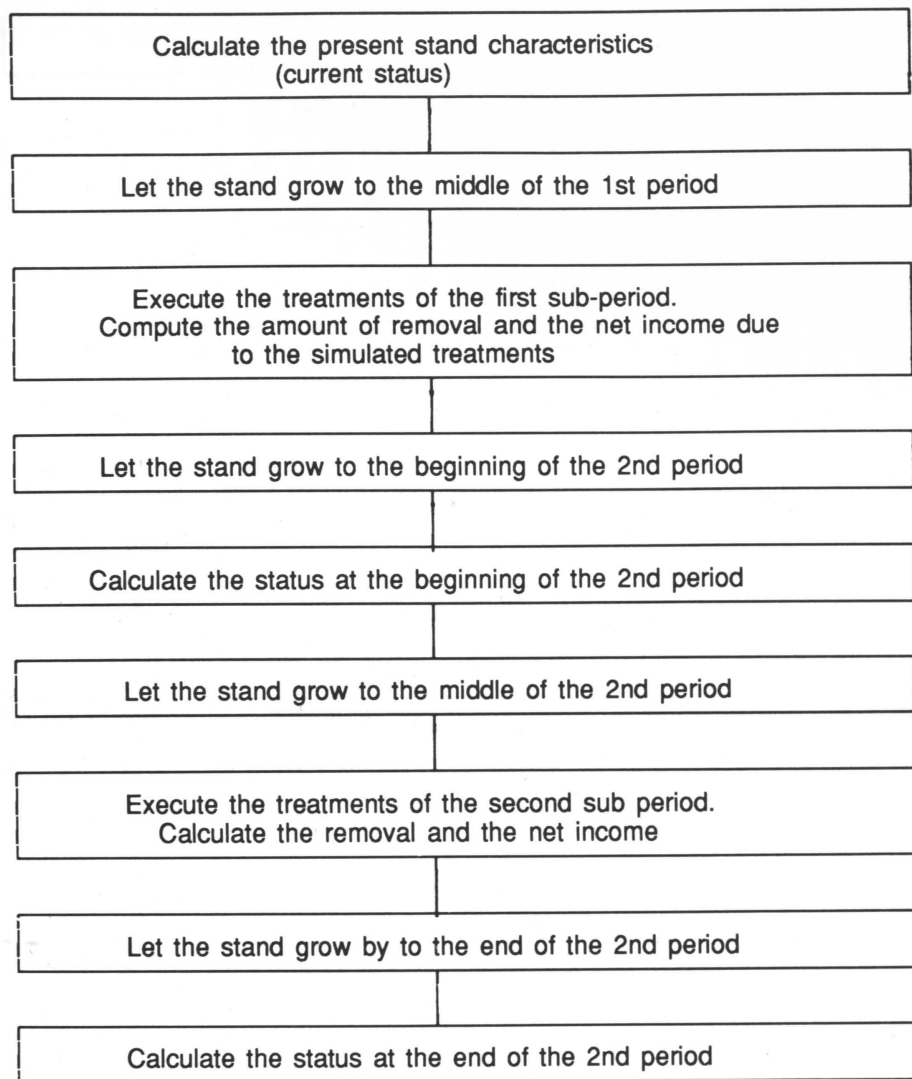 Calculate the present stand characteristics
(current status)
Let the stand grow to the middle of the 1st period
Execute the treatments of the first sub-period.
Compute the amount of removal and the net income due
to the simulated treatments
Let the stand grow to the beginning of the 2nd period
Calculate the status at the beginning of the 2nd period
Let the stand grow to the middle of the 2nd period
Execute the treatments of the second sub period.
Calculate the removal and the net income
Let the stand grow by to the end of the 2nd period
Calculate the status at the end of the 2nd period